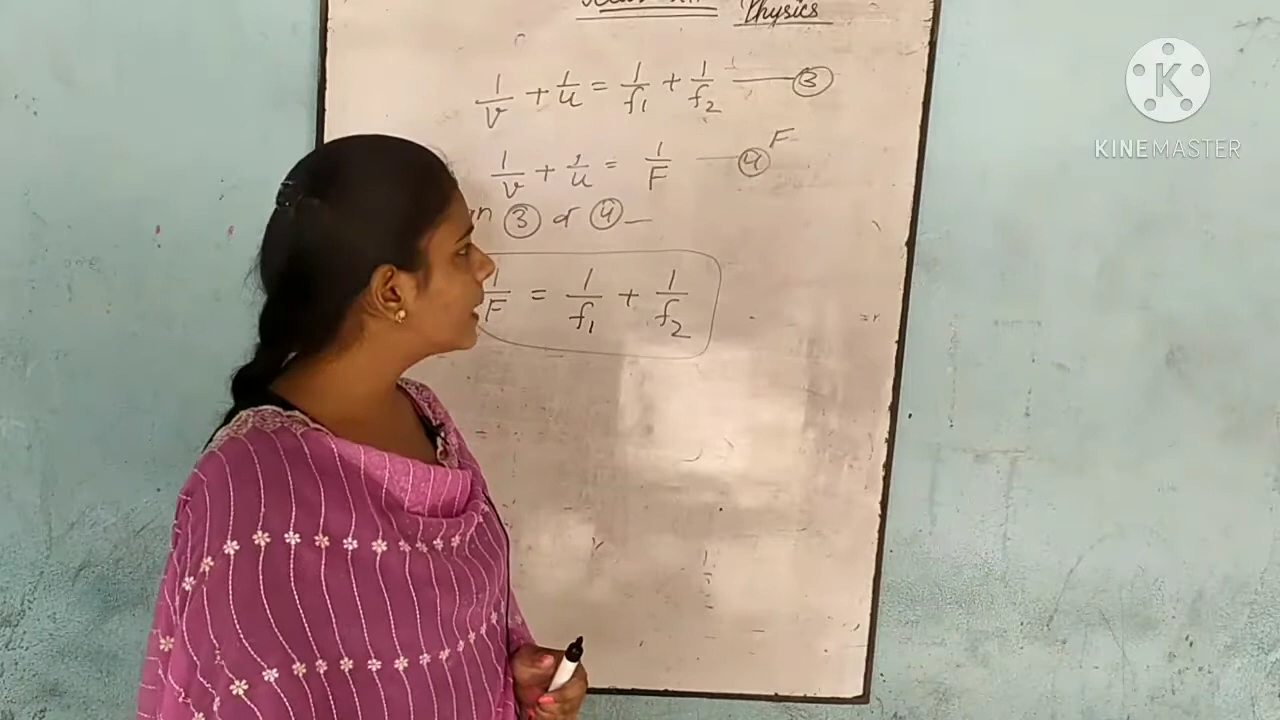 Physics
1/v + 1/u = 1/f₁ + 1/f₂ — ③
F
1/v + 1/u = 1/F — ④
③ or ④ —
1/F = 1/f₁ + 1/f₂
K
KINEMASTER